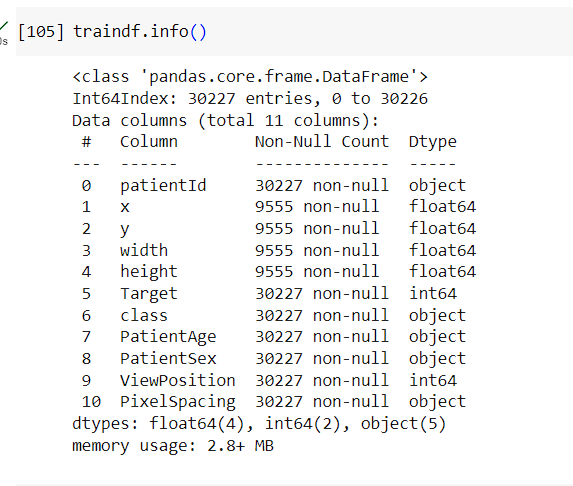 [105] traindf.info()
0s
<class 'pandas.core.frame.DataFrame'>
Int64Index: 30227 entries, 0 to 30226
Data columns (total 11 columns):
 #   Column        Non-Null Count  Dtype
---  ------        --------------  -----
 0   patientId     30227 non-null  object
 1   x             9555 non-null   float64
 2   y             9555 non-null   float64
 3   width         9555 non-null   float64
 4   height        9555 non-null   float64
 5   Target        30227 non-null  int64
 6   class         30227 non-null  object
 7   PatientAge    30227 non-null  object
 8   PatientSex    30227 non-null  object
 9   ViewPosition  30227 non-null  int64
 10  PixelSpacing  30227 non-null  object
dtypes: float64(4), int64(2), object(5)
memory usage: 2.8+ MB